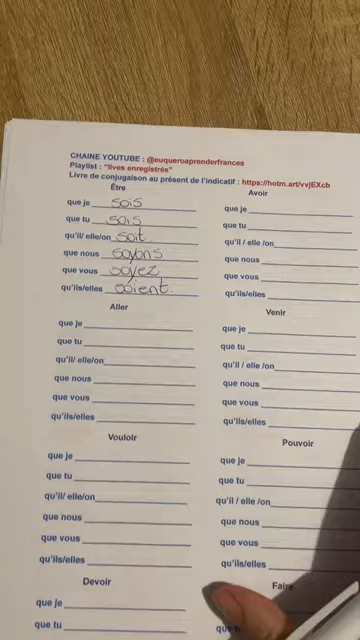 CHAINE YOUTUBE : @euqueroaprenderfrances
Playlist : "lives enregistrés"
Livre de conjugaison au présent de l'indicatif : https://hotm.art/vvjEXcb
Être
que je sois
que tu sois
qu'il/ elle/on soit
que nous soyons
que vous soyez
qu'ils/elles soient
Avoir
que je
que tu
qu'il / elle /on
que nous
que vous
qu'ils/elles
Aller
que je
que tu
qu'il/ elle/on
que nous
que vous
qu'ils/elles
Venir
que je
que tu
qu'il / elle /on
que nous
que vous
qu'ils/elles
Vouloir
que je
que tu
qu'il/ elle/on
que nous
que vous
qu'ils/elles
Pouvoir
que je
que tu
qu'il / elle /on
que nous
que vous
qu'ils/elles
Devoir
que je
que tu
Faire
que